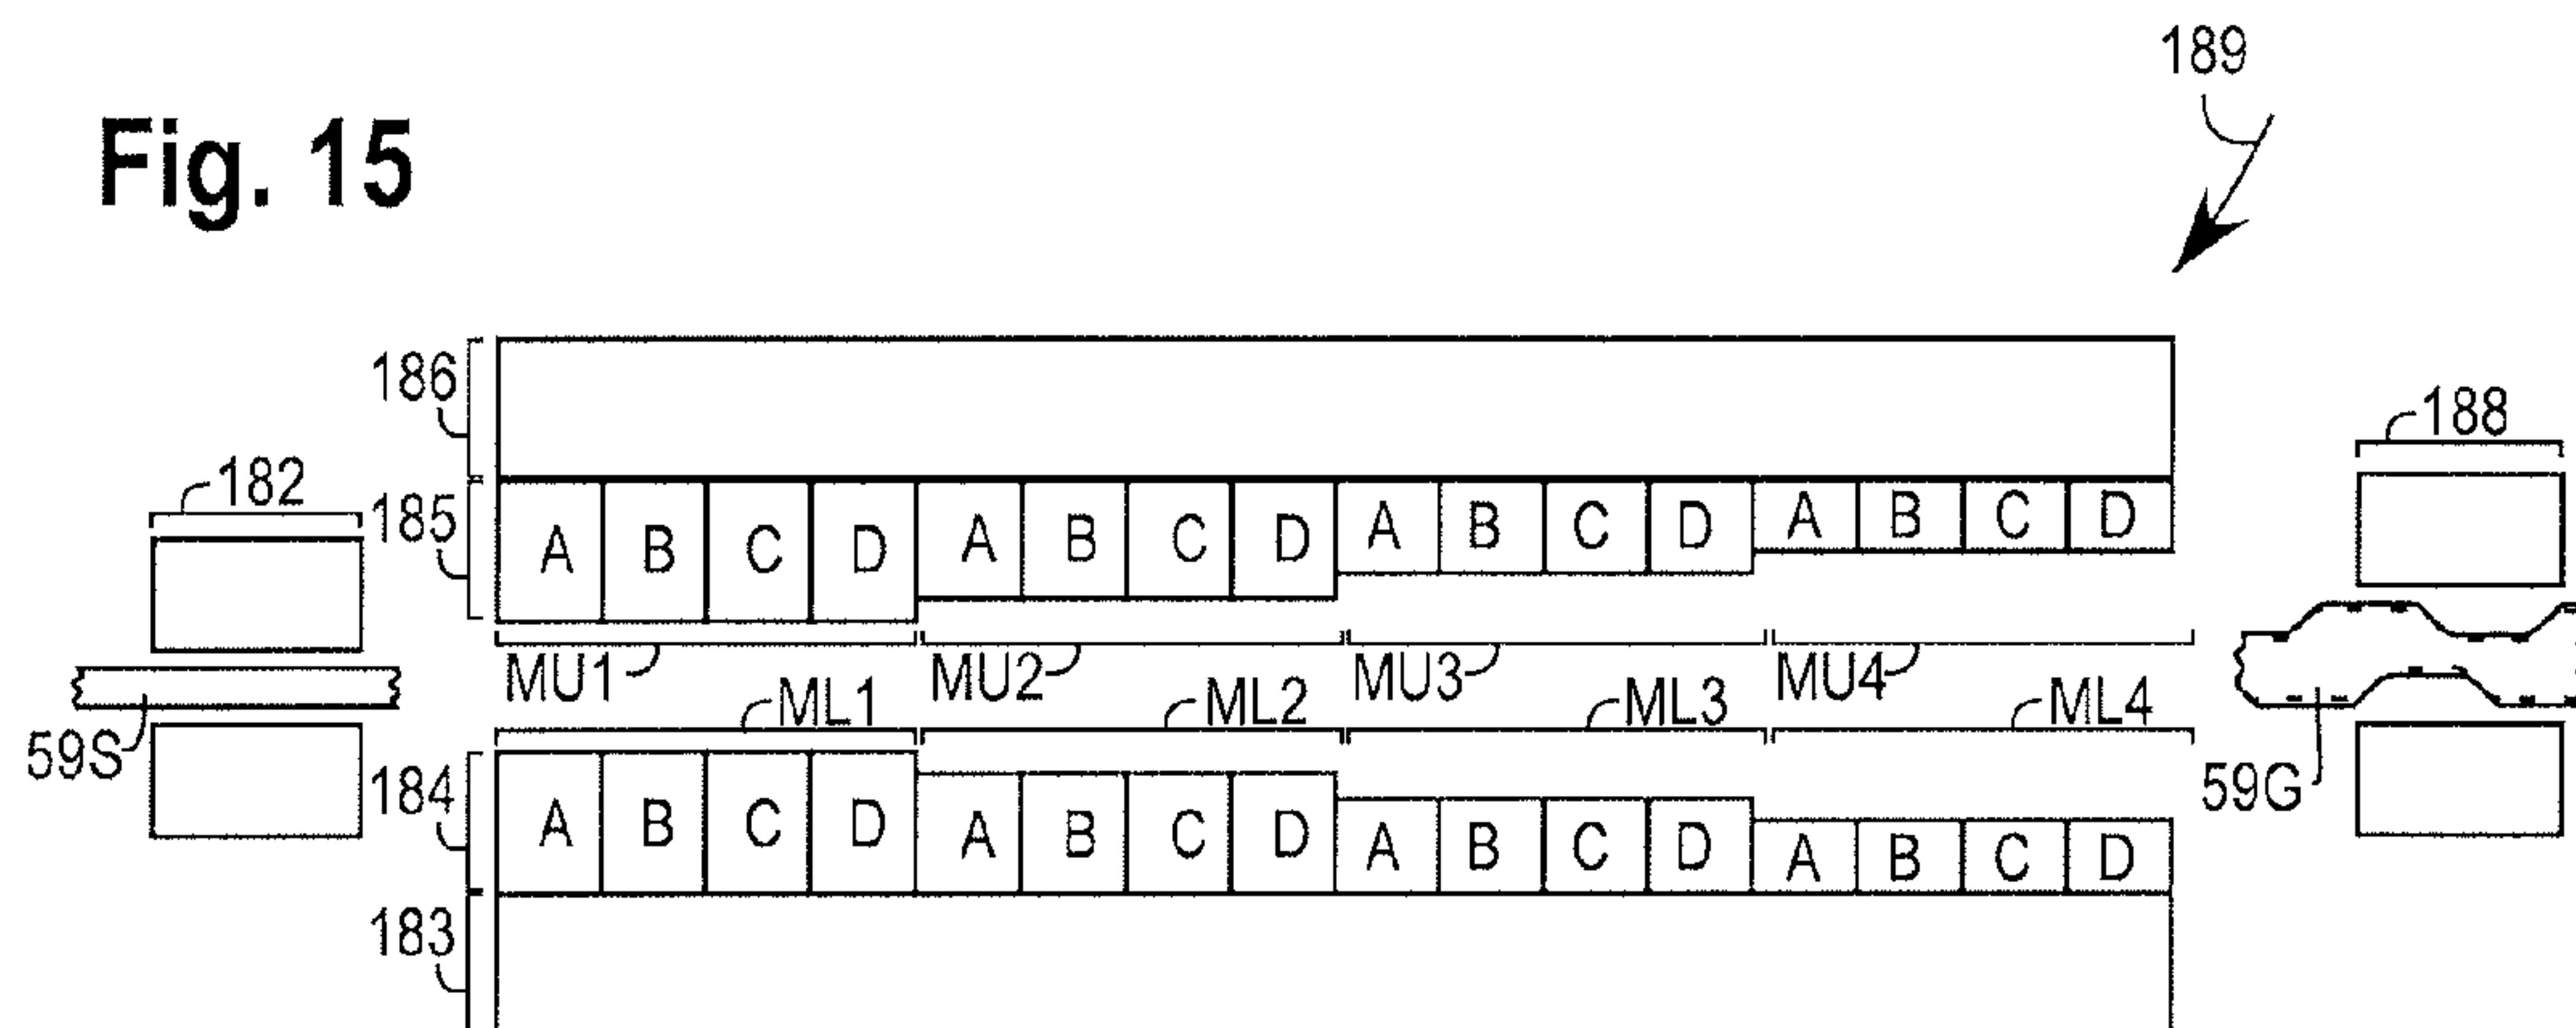 Fig. 15
189
186
188
182
185
A B C D A B C D A B C D A B C D
MU1 MU2 MU3 MU4
ML1 ML2 ML3 ML4
59S
59G
184
A B C D A B C D A B C D A B C D
183